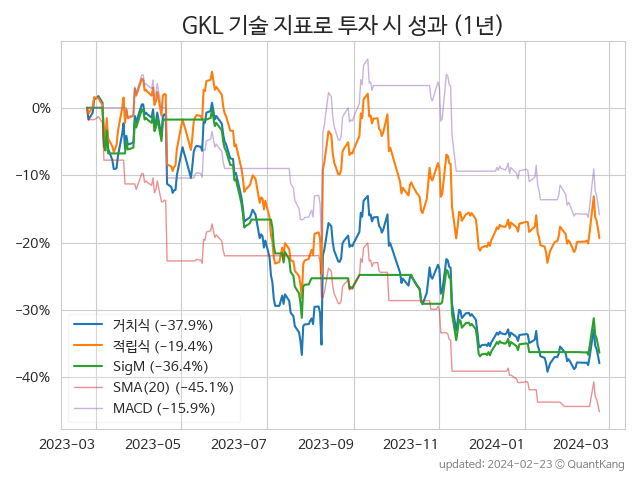 GKL 기술 지표로 투자 시 성과 (1년)
0%
−10%
−20%
−30%
−40%
거치식 (−37.9%)
적립식 (−19.4%)
SigM (−36.4%)
SMA(20) (−45.1%)
MACD (−15.9%)
2023−03 2023−05 2023−07 2023−09 2023−11 2024−01 2024−03
updated: 2024−02−23 © QuantKang